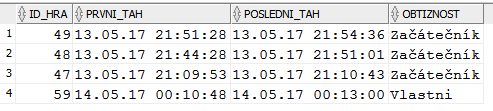 ID_HRA PRVNI_TAH POSLEDNI_TAH OBTIZNOST
1 49 13.05.17 21:51:28 13.05.17 21:54:36 Začátečník
2 48 13.05.17 21:44:28 13.05.17 21:51:01 Začátečník
3 47 13.05.17 21:09:53 13.05.17 21:10:43 Začátečník
4 59 14.05.17 00:10:48 14.05.17 00:13:00 Vlastni